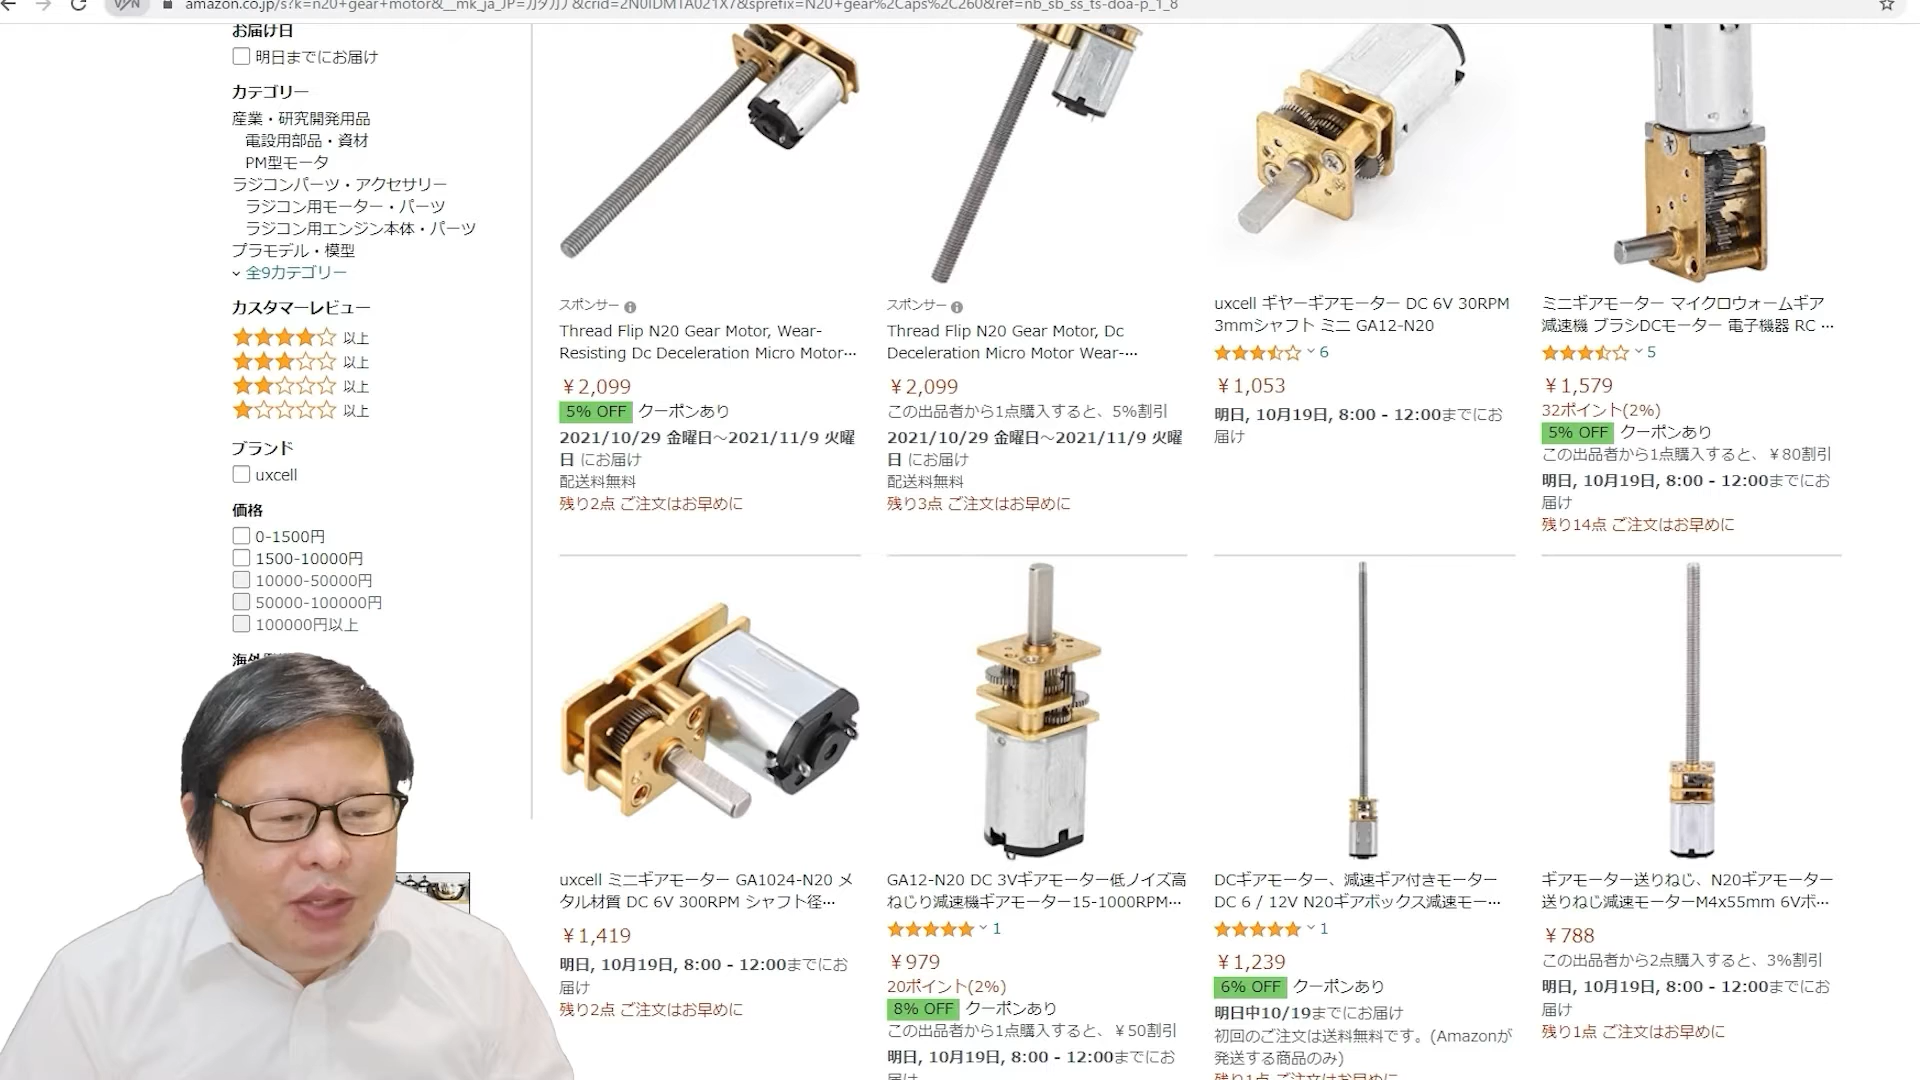 amazon.co.jp/s?k=n20+gear+motor&__mk_ja_JP=カタカナ&crid=2N0IDMTA021X7&sprefix=N20+gear%2Caps%2C260&ref=nb_sb_ss_ts-doa-p_1_8
お届け日
明日までにお届け
カテゴリー
産業・研究開発用品
電設用部品・資材
PM型モータ
ラジコンパーツ・アクセサリー
ラジコン用モーター・パーツ
ラジコン用エンジン本体・パーツ
プラモデル・模型
全9カテゴリー
カスタマーレビュー
以上
以上
以上
以上
ブランド
uxcell
価格
0-1500円
1500-10000円
10000-50000円
50000-100000円
100000円以上
海外
スポンサー
Thread Flip N20 Gear Motor, Wear-
Resisting Dc Deceleration Micro Motor…
￥2,099
5% OFF クーポンあり
2021/10/29 金曜日～2021/11/9 火曜
日 にお届け
配送料無料
残り2点 ご注文はお早めに
スポンサー
Thread Flip N20 Gear Motor, Dc
Deceleration Micro Motor Wear-…
￥2,099
この出品者から1点購入すると、5%割引
2021/10/29 金曜日～2021/11/9 火曜
日 にお届け
配送料無料
残り3点 ご注文はお早めに
uxcell ギヤーギアモーター DC 6V 30RPM
3mmシャフト ミニ GA12-N20
6
￥1,053
明日, 10月19日, 8:00 - 12:00までにお
届け
ミニギアモーター マイクロウォームギア
減速機 ブラシDCモーター 電子機器 RC …
5
￥1,579
32ポイント(2%)
5% OFF クーポンあり
この出品者から1点購入すると、￥80割引
明日, 10月19日, 8:00 - 12:00までにお
届け
残り14点 ご注文はお早めに
uxcell ミニギアモーター GA1024-N20 メ
タル材質 DC 6V 300RPM シャフト径…
￥1,419
明日, 10月19日, 8:00 - 12:00までにお
届け
残り2点 ご注文はお早めに
GA12-N20 DC 3Vギアモーター低ノイズ高
ねじり減速機ギアモーター15-1000RPM…
1
￥979
20ポイント(2%)
8% OFF クーポンあり
この出品者から1点購入すると、￥50割引
明日, 10月19日, 8:00 - 12:00までにお
届け
DCギアモーター、減速ギア付きモーター
DC 6 / 12V N20ギアボックス減速モー…
1
￥1,239
6% OFF クーポンあり
明日中10/19までにお届け
初回のご注文は送料無料です。(Amazonが
発送する商品のみ)
残り1点 ご注文はお早めに
ギアモーター送りねじ、N20ギアモーター
送りねじ減速モーターM4x55mm 6Vボ…
￥788
この出品者から2点購入すると、3%割引
明日, 10月19日, 8:00 - 12:00までにお
届け
残り1点 ご注文はお早めに